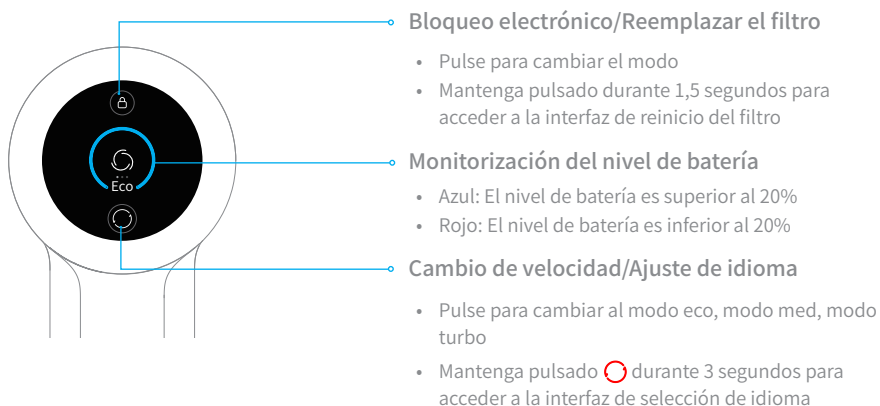 Bloqueo electrónico/Reemplazar el filtro
• Pulse para cambiar el modo
• Mantenga pulsado durante 1,5 segundos para
acceder a la interfaz de reinicio del filtro
Monitorización del nivel de batería
• Azul: El nivel de batería es superior al 20%
• Rojo: El nivel de batería es inferior al 20%
Eco
Cambio de velocidad/Ajuste de idioma
• Pulse para cambiar al modo eco, modo med, modo
turbo
• Mantenga pulsado durante 3 segundos para
acceder a la interfaz de selección de idioma